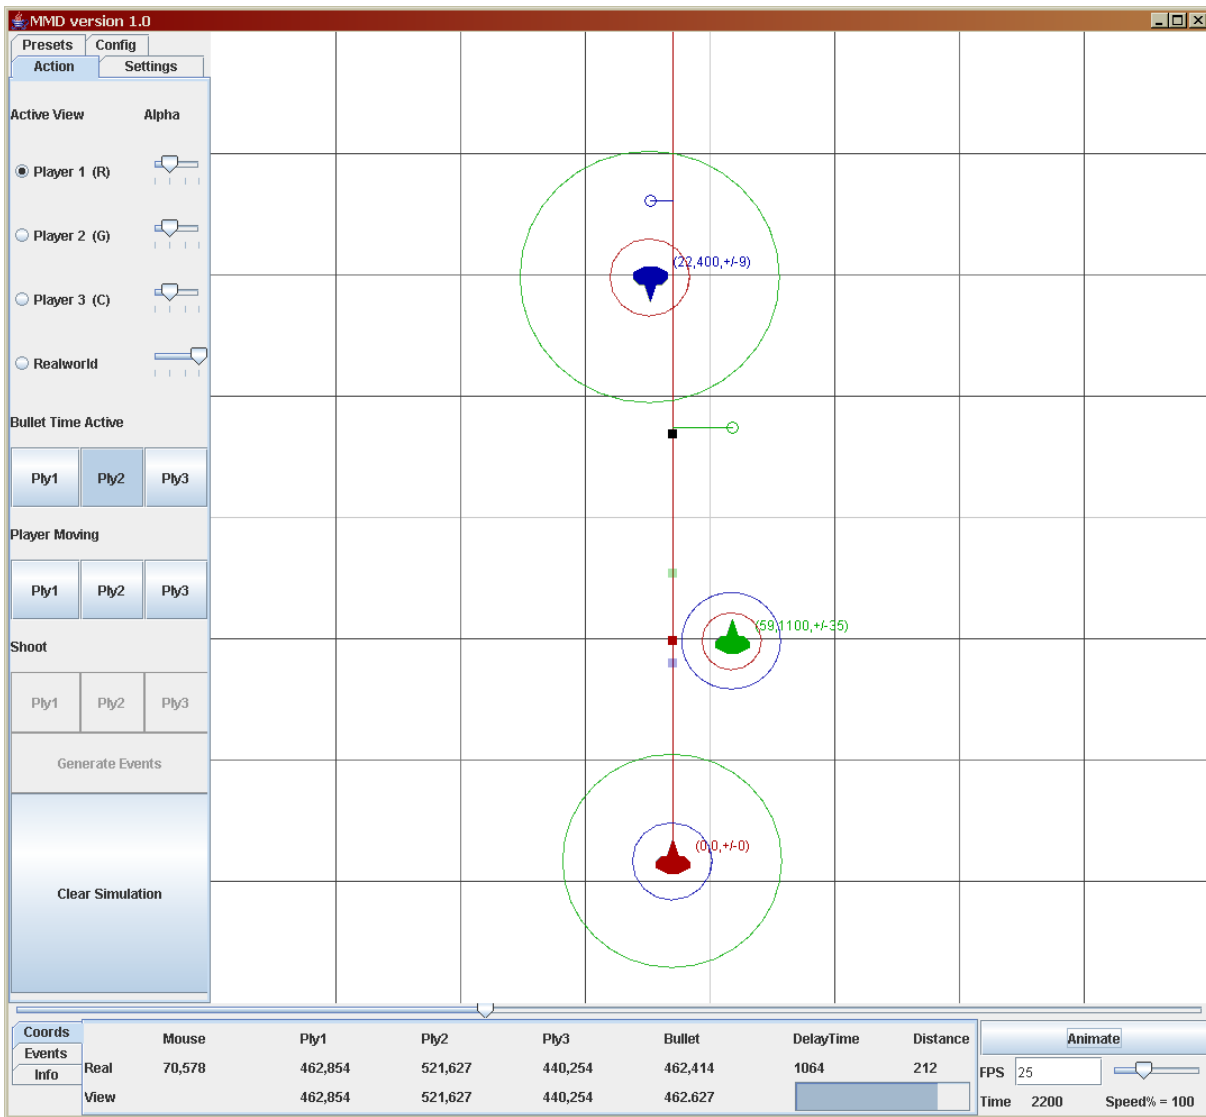 MMD version 1.0
Presets Config
Action Settings
Active View Alpha
Player 1 (R)
Player 2 (G)
Player 3 (C)
Realworld
Bullet Time Active
Ply1 Ply2 Ply3
Player Moving
Ply1 Ply2 Ply3
Shoot
Ply1 Ply2 Ply3
Generate Events
Clear Simulation
(22,400,+/-9)
(59,1100,+/-35)
(0,0,+/-0)
Coords
Events
Info
Mouse Ply1 Ply2 Ply3 Bullet DelayTime Distance
Real 70,578 462,854 521,627 440,254 462,414 1064 212
View 462,854 521,627 440,254 462.627
Animate
FPS 25
Time 2200 Speed% = 100